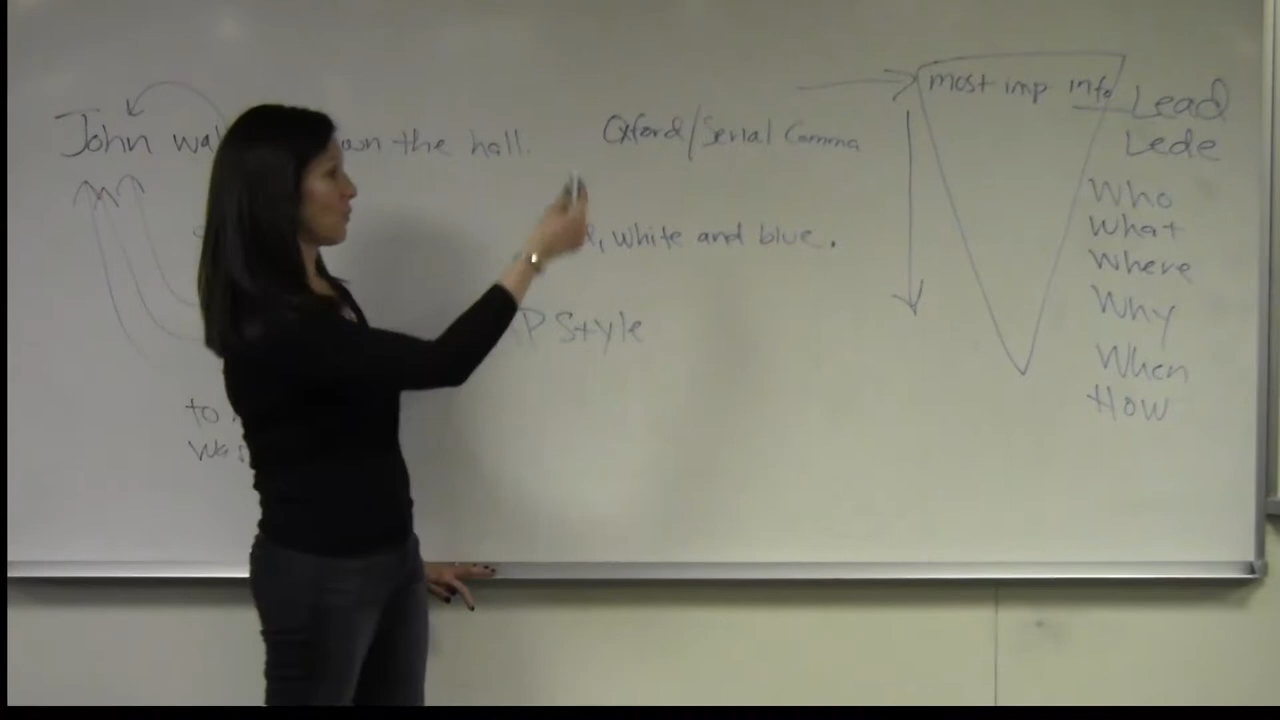 John wa own the hall.
to
was
Oxford/Serial Comma
, white and blue.
P Style
most imp info
Lead
Lede
Who
What
Where
Why
When
How